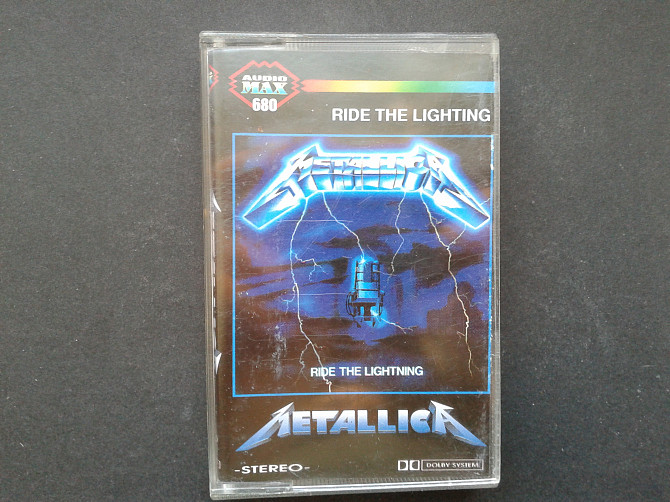 AUDIO
MAX
680
RIDE THE LIGHTING
METALLICA
RIDE THE LIGHTNING
METALLICA
-STEREO-
DOLBY SYSTEM